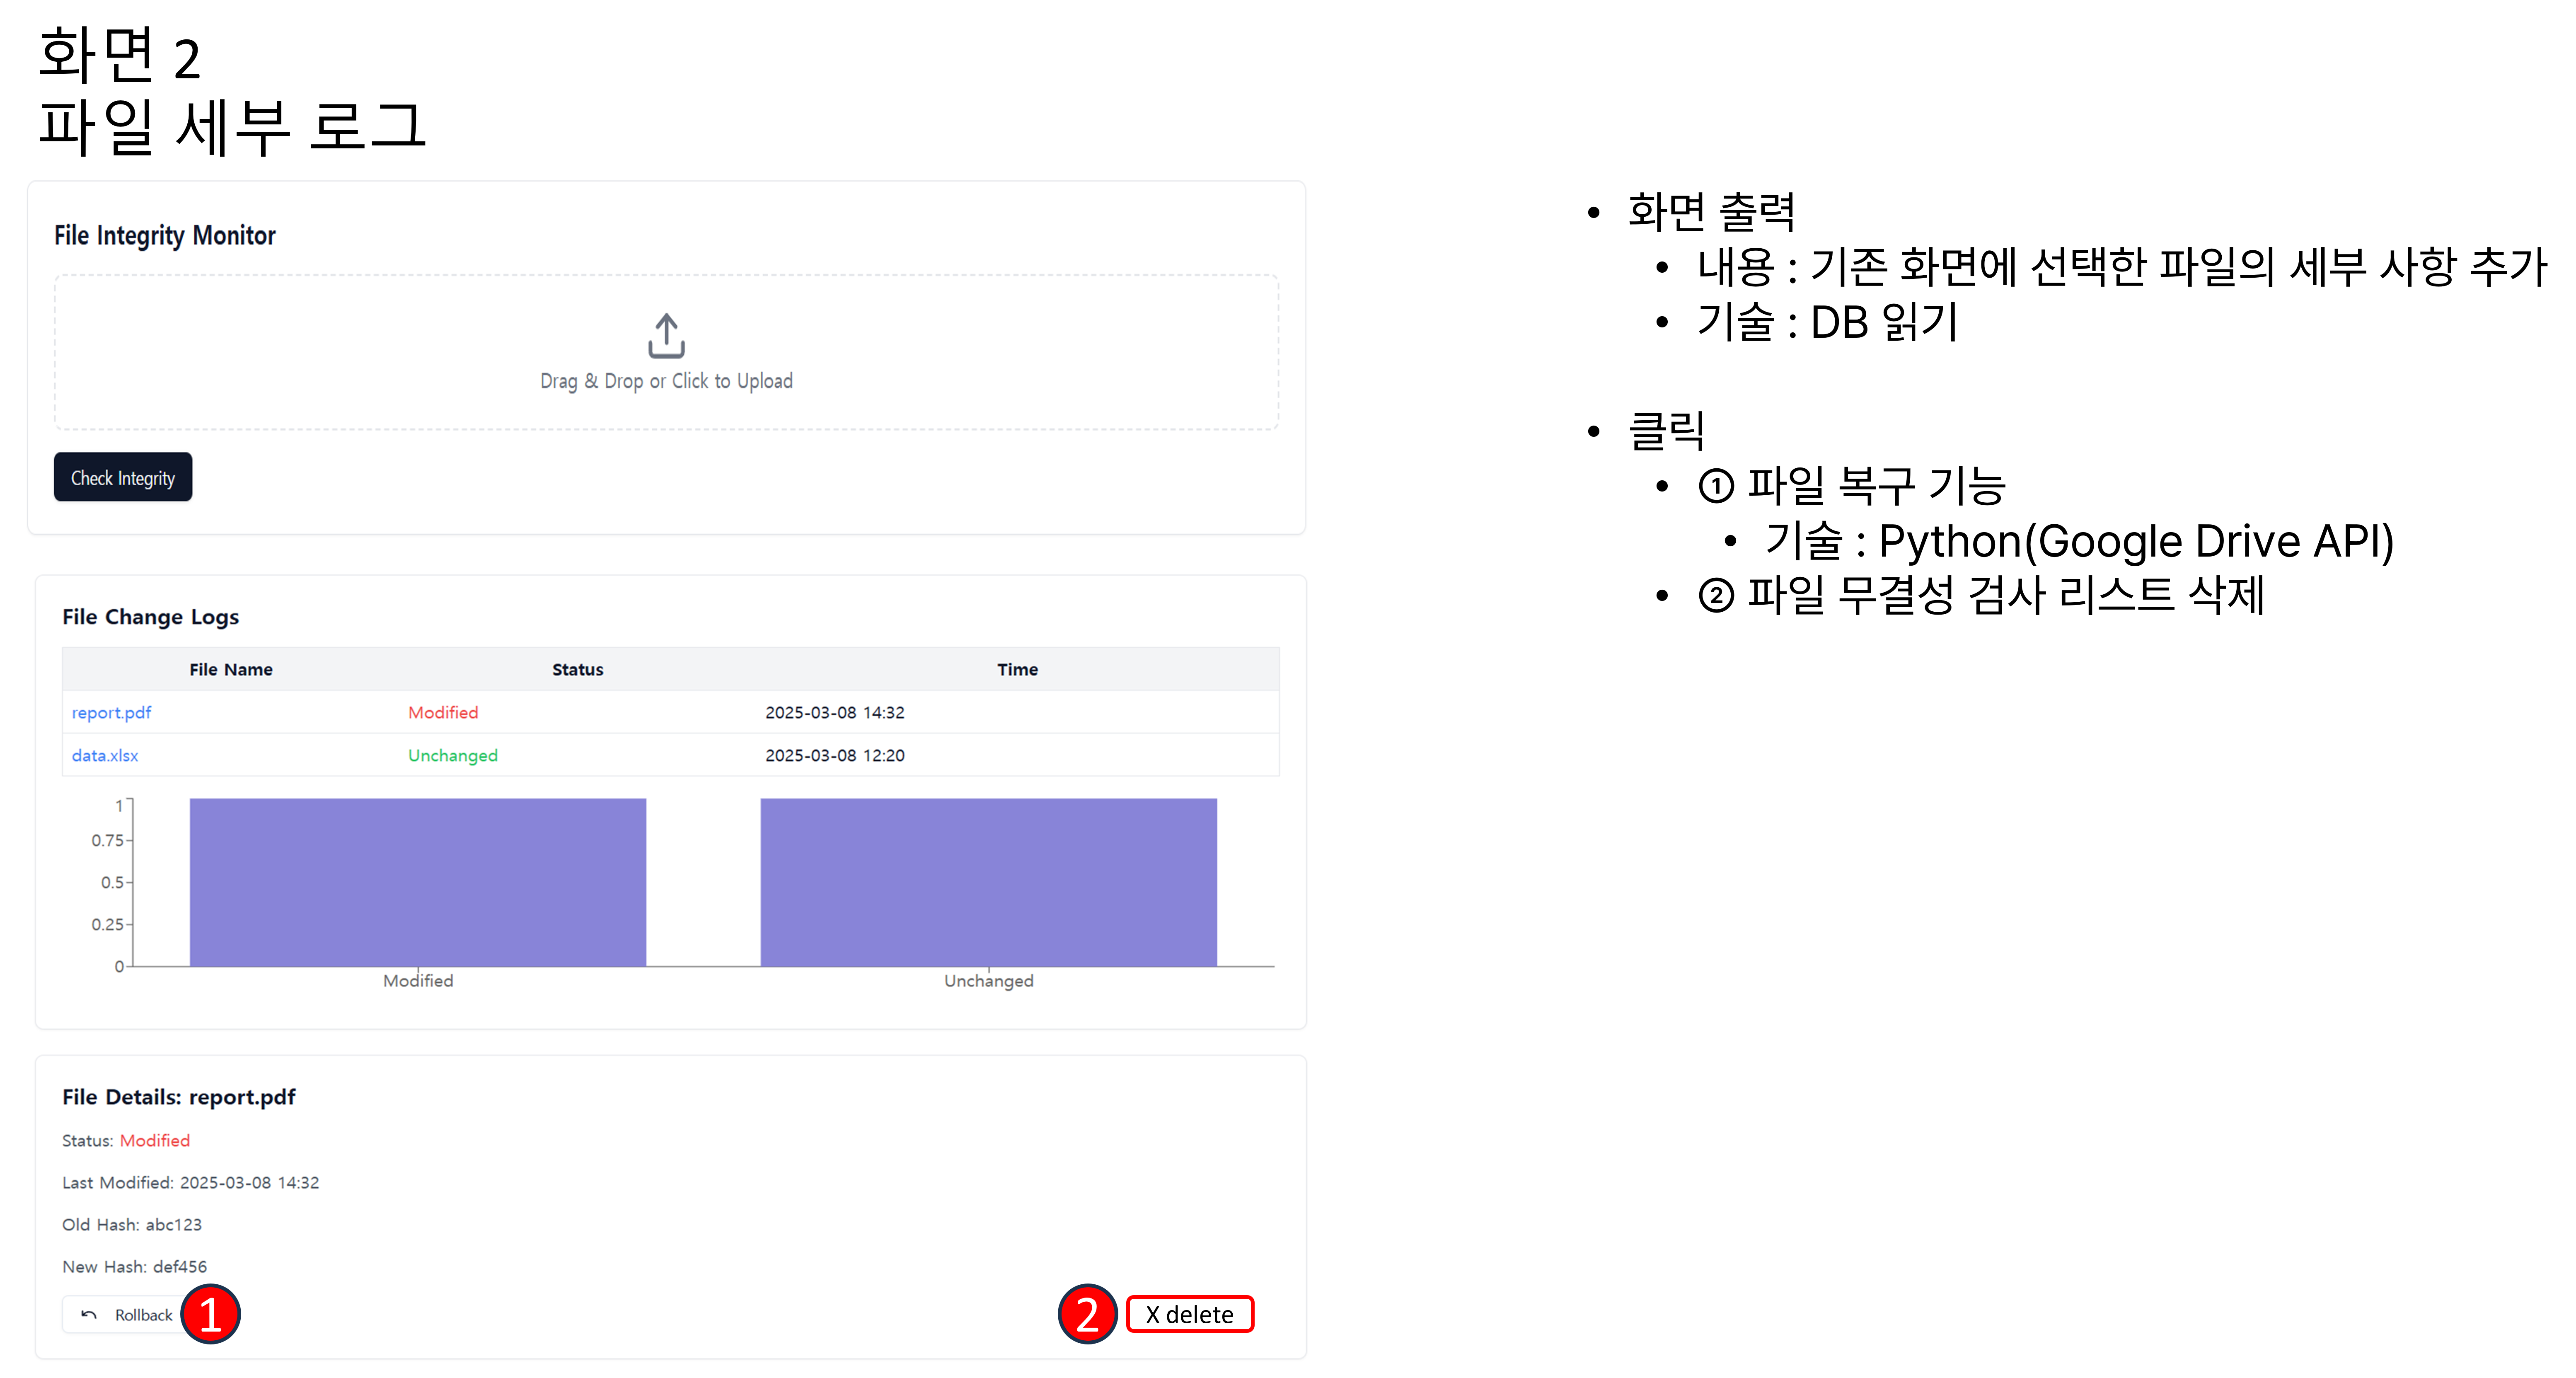 화면 2
파일 세부 로그
File Integrity Monitor
Drag & Drop or Click to Upload
Check Integrity
File Change Logs
File Name Status Time
report.pdf Modified 2025-03-08 14:32
data.xlsx Unchanged 2025-03-08 12:20
1
0.75
0.5
0.25
0
Modified Unchanged
File Details: report.pdf
Status: Modified
Last Modified: 2025-03-08 14:32
Old Hash: abc123
New Hash: def456
Rollback 1 2 X delete
• 화면 출력
• 내용 : 기존 화면에 선택한 파일의 세부 사항 추가
• 기술 : DB 읽기
• 클릭
• ① 파일 복구 기능
• 기술 : Python(Google Drive API)
• ② 파일 무결성 검사 리스트 삭제